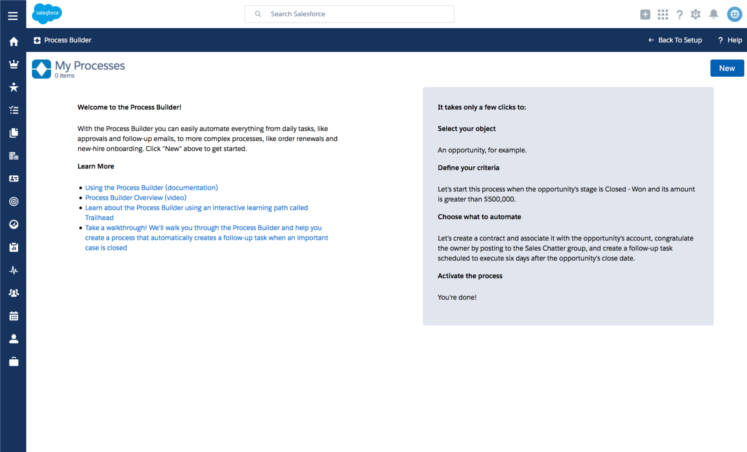 salesforce
Search Salesforce
Process Builder
Back To Setup
? Help
My Processes
0 items
New
Welcome to the Process Builder!
With the Process Builder you can easily automate everything from daily tasks, like
approvals and follow-up emails, to more complex processes, like order renewals and
new-hire onboarding. Click "New" above to get started.
Learn More
Using the Process Builder (documentation)
Process Builder Overview (video)
Learn about the Process Builder using an interactive learning path called
Trailhead
Take a walkthrough! We'll walk you through the Process Builder and help you
create a process that automatically creates a follow-up task when an important
case is closed
It takes only a few clicks to:
Select your object
An opportunity, for example.
Define your criteria
Let's start this process when the opportunity's stage is Closed - Won and its amount
is greater than $500,000.
Choose what to automate
Let's create a contract and associate it with the opportunity's account, congratulate
the owner by posting to the Sales Chatter group, and create a follow-up task
scheduled to execute six days after the opportunity's close date.
Activate the process
You're done!